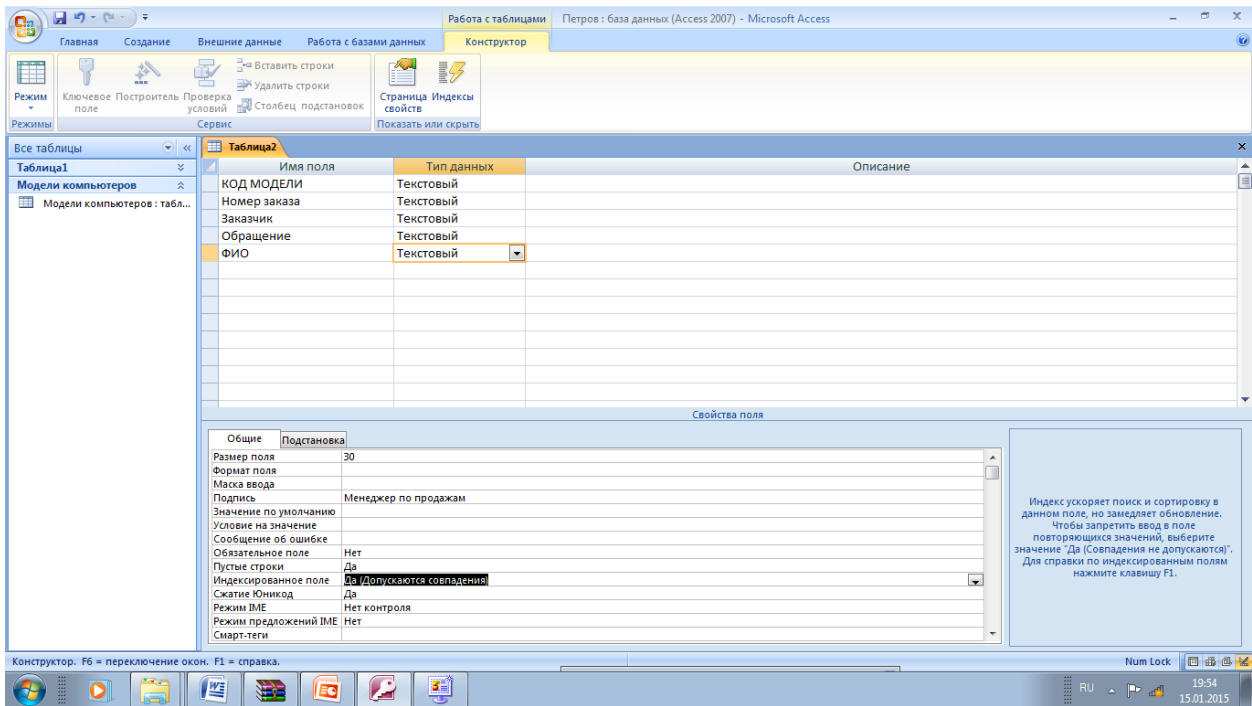 Работа с таблицами Петров : база данных (Access 2007) - Microsoft Access
Главная Создание Внешние данные Работа с базами данных Конструктор
Режим
Ключевое поле
Построитель
Проверка условий
Вставить строки
Удалить строки
Столбец подстановок
Страница свойств
Индексы
Режимы Сервис Показать или скрыть
Все таблицы
Таблица1
Модели компьютеров
Модели компьютеров : табл...
Таблица2
Имя поля Тип данных Описание
КОД МОДЕЛИ Текстовый
Номер заказа Текстовый
Заказчик Текстовый
Обращение Текстовый
ФИО Текстовый
Свойства поля
Общие Подстановка
Размер поля 30
Формат поля
Маска ввода
Подпись Менеджер по продажам
Значение по умолчанию
Условие на значение
Сообщение об ошибке
Обязательное поле Нет
Пустые строки Да
Индексированное поле Да (Допускаются совпадения)
Сжатие Юникод Да
Режим IME Нет контроля
Режим предложений IME Нет
Смарт-теги
Индекс ускоряет поиск и сортировку в
данном поле, но замедляет обновление.
Чтобы запретить ввод в поле
повторяющихся значений, выберите
значение "Да (Совпадения не допускаются)".
Для справки по индексированным полям
нажмите клавишу F1.
Конструктор. F6 = переключение окон. F1 = справка. Num Lock
RU 19:54
15.01.2015